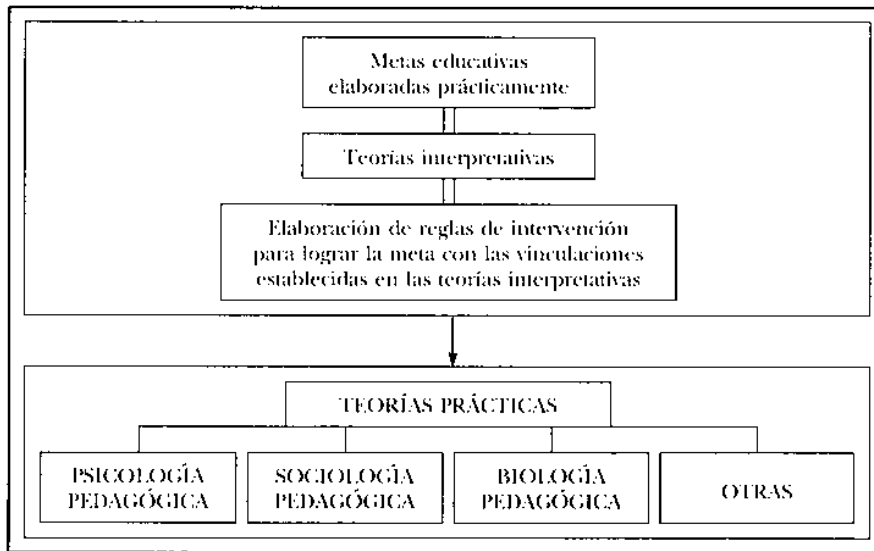 Metas educativas
elaboradas prácticamente
Teorías interpretativas
Elaboración de reglas de intervención
para lograr la meta con las vinculaciones
establecidas en las teorías interpretativas
TEORÍAS PRÁCTICAS
PSICOLOGÍA
PEDAGÓGICA
SOCIOLOGÍA
PEDAGÓGICA
BIOLOGÍA
PEDAGÓGICA
OTRAS